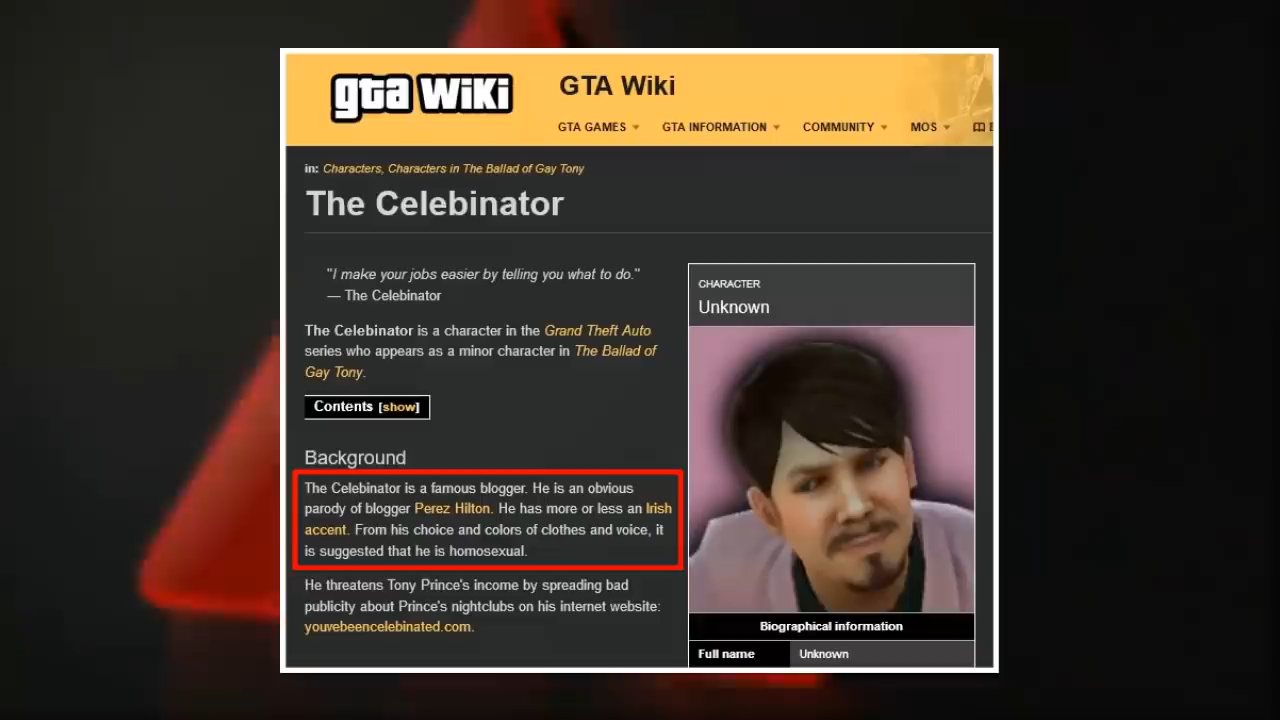 gta WiKi
GTA Wiki
GTA GAMES
GTA INFORMATION
COMMUNITY
MOS
in: Characters, Characters in The Ballad of Gay Tony
The Celebinator
"I make your jobs easier by telling you what to do."
— The Celebinator
The Celebinator is a character in the Grand Theft Auto
series who appears as a minor character in The Ballad of
Gay Tony.
Contents [show]
Background
The Celebinator is a famous blogger. He is an obvious
parody of blogger Perez Hilton. He has more or less an Irish
accent. From his choice and colors of clothes and voice, it
is suggested that he is homosexual.
He threatens Tony Prince's income by spreading bad
publicity about Prince's nightclubs on his internet website:
youvebeencelebinated.com.
CHARACTER
Unknown
Biographical information
Full name Unknown